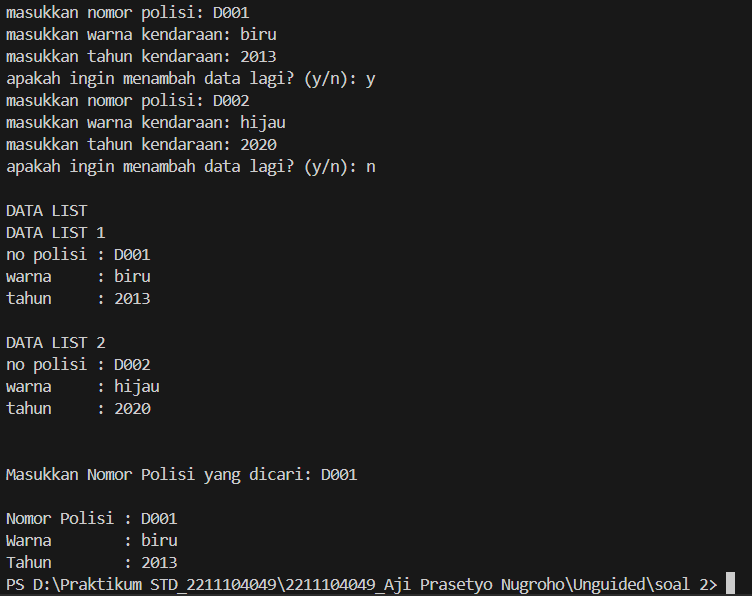 masukkan nomor polisi: D001
masukkan warna kendaraan: biru
masukkan tahun kendaraan: 2013
apakah ingin menambah data lagi? (y/n): y
masukkan nomor polisi: D002
masukkan warna kendaraan: hijau
masukkan tahun kendaraan: 2020
apakah ingin menambah data lagi? (y/n): n
DATA LIST
DATA LIST 1
no polisi : D001
warna     : biru
tahun     : 2013
DATA LIST 2
no polisi : D002
warna     : hijau
tahun     : 2020
Masukkan Nomor Polisi yang dicari: D001
Nomor Polisi : D001
Warna        : biru
Tahun        : 2013
PS D:\Praktikum STD_2211104049\2211104049_Aji Prasetyo Nugroho\Unguided\soal 2>